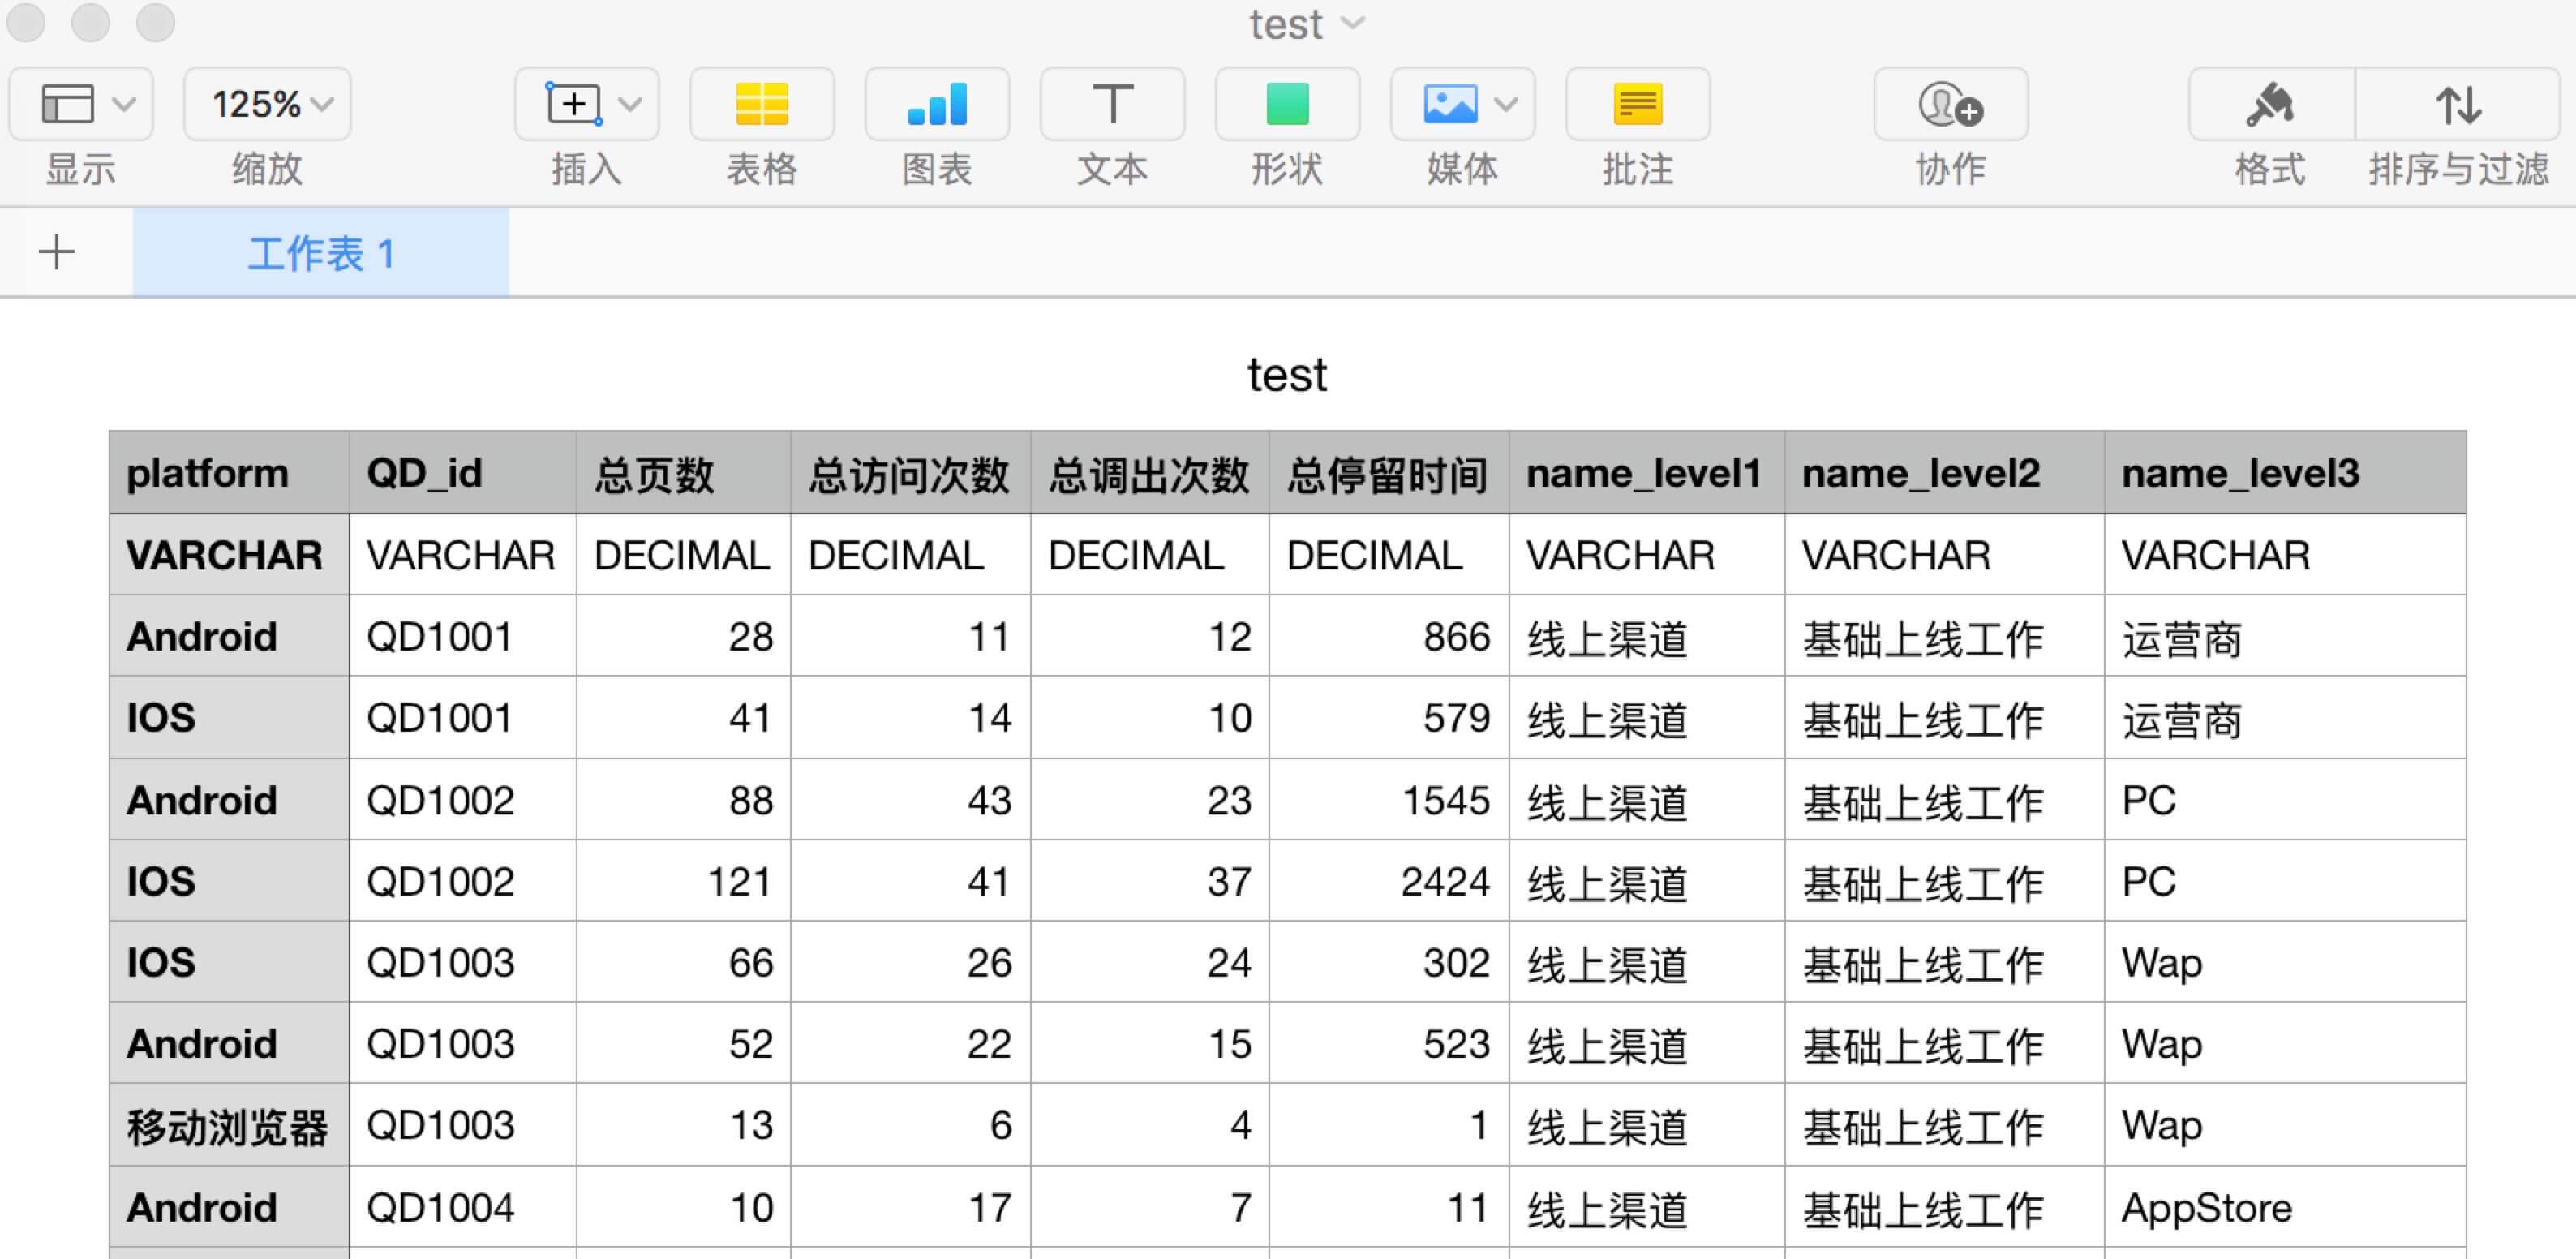 test
125%
显示 缩放 插入 表格 图表 文本 形状 媒体 批注 协作 格式 排序与过滤
工作表 1
test
platform QD_id 总页数 总访问次数 总调出次数 总停留时间 name_level1 name_level2 name_level3
VARCHAR VARCHAR DECIMAL DECIMAL DECIMAL DECIMAL VARCHAR VARCHAR VARCHAR
Android QD1001 28 11 12 866 线上渠道 基础上线工作 运营商
IOS QD1001 41 14 10 579 线上渠道 基础上线工作 运营商
Android QD1002 88 43 23 1545 线上渠道 基础上线工作 PC
IOS QD1002 121 41 37 2424 线上渠道 基础上线工作 PC
IOS QD1003 66 26 24 302 线上渠道 基础上线工作 Wap
Android QD1003 52 22 15 523 线上渠道 基础上线工作 Wap
移动浏览器 QD1003 13 6 4 1 线上渠道 基础上线工作 Wap
Android QD1004 10 17 7 11 线上渠道 基础上线工作 AppStore